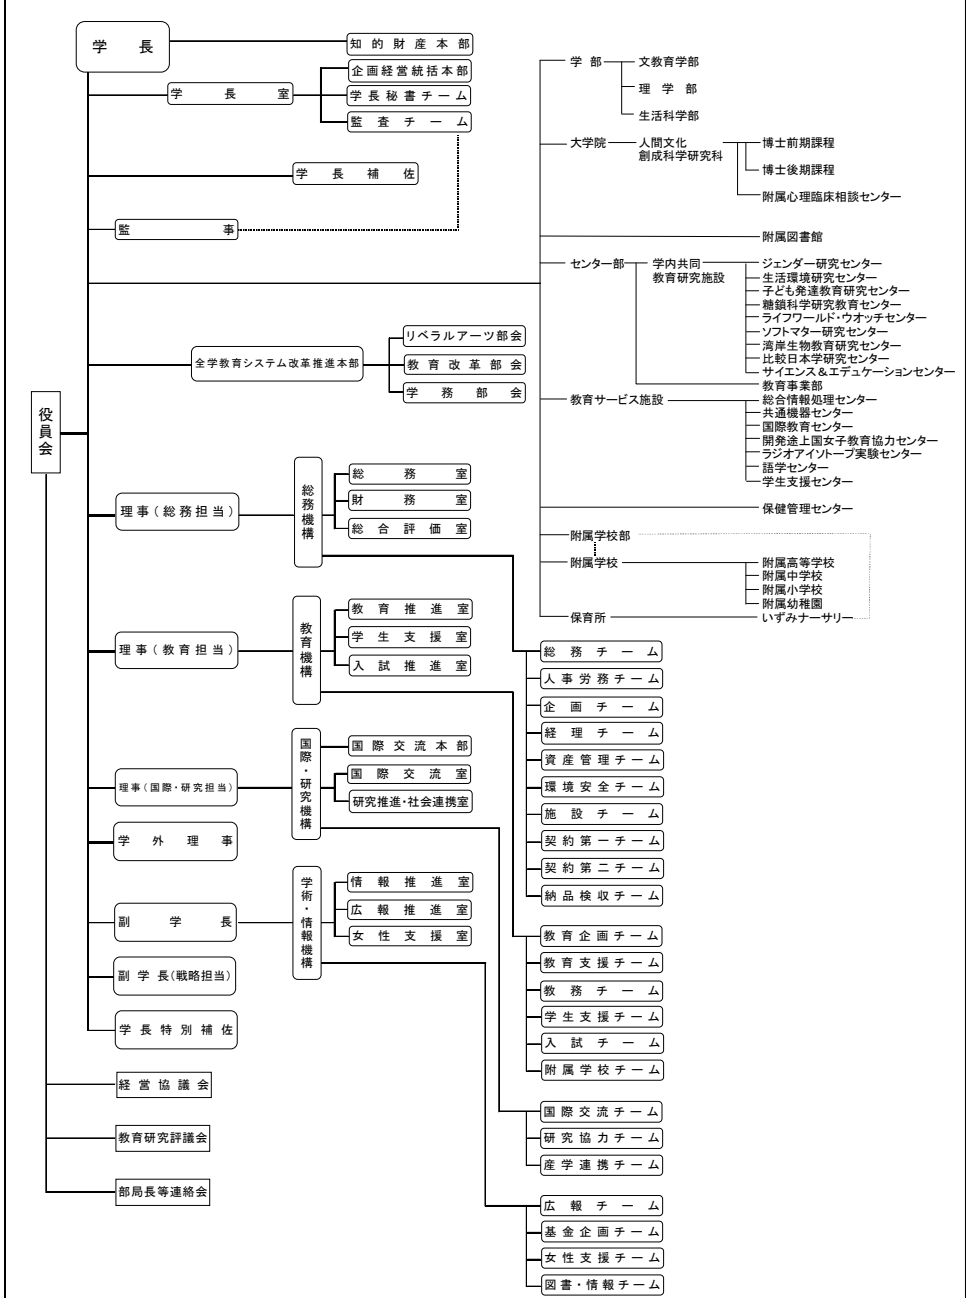 学長
知的財産本部
学長室
企画経営統括本部
学長秘書チーム
監査チーム
学長補佐
監事
全学教育システム改革推進本部
リベラルアーツ部会
教育改革部会
学務部会
役員会
理事(総務担当)
総務機構
総務室
財務室
総合評価室
理事(教育担当)
教育機構
教育推進室
学生支援室
入試推進室
理事(国際・研究担当)
国際・研究機構
国際交流本部
国際交流室
研究推進・社会連携室
学外理事
副学長
学術・情報機構
情報推進室
広報推進室
女性支援室
副学長(戦略担当)
学長特別補佐
経営協議会
教育研究評議会
部局長等連絡会
学部
文教育学部
理学部
生活科学部
大学院
人間文化
創成科学研究科
博士前期課程
博士後期課程
附属心理臨床相談センター
附属図書館
センター部
学内共同
教育研究施設
ジェンダー研究センター
生活環境研究センター
子ども発達教育研究センター
糖鎖科学研究教育センター
ライフワールド・ウオッチセンター
ソフトマター研究センター
湾岸生物教育研究センター
比較日本学研究センター
サイエンス&エデュケーションセンター
教育事業部
教育サービス施設
総合情報処理センター
共通機器センター
国際教育センター
開発途上国女子教育協力センター
ラジオアイソトープ実験センター
語学センター
学生支援センター
保健管理センター
附属学校部
附属学校
附属高等学校
附属中学校
附属小学校
附属幼稚園
保育所
いずみナーサリー
総務チーム
人事労務チーム
企画チーム
経理チーム
資産管理チーム
環境安全チーム
施設チーム
契約第一チーム
契約第二チーム
納品検収チーム
教育企画チーム
教育支援チーム
教務チーム
学生支援チーム
入試チーム
附属学校チーム
国際交流チーム
研究協力チーム
産学連携チーム
広報チーム
基金企画チーム
女性支援チーム
図書・情報チーム